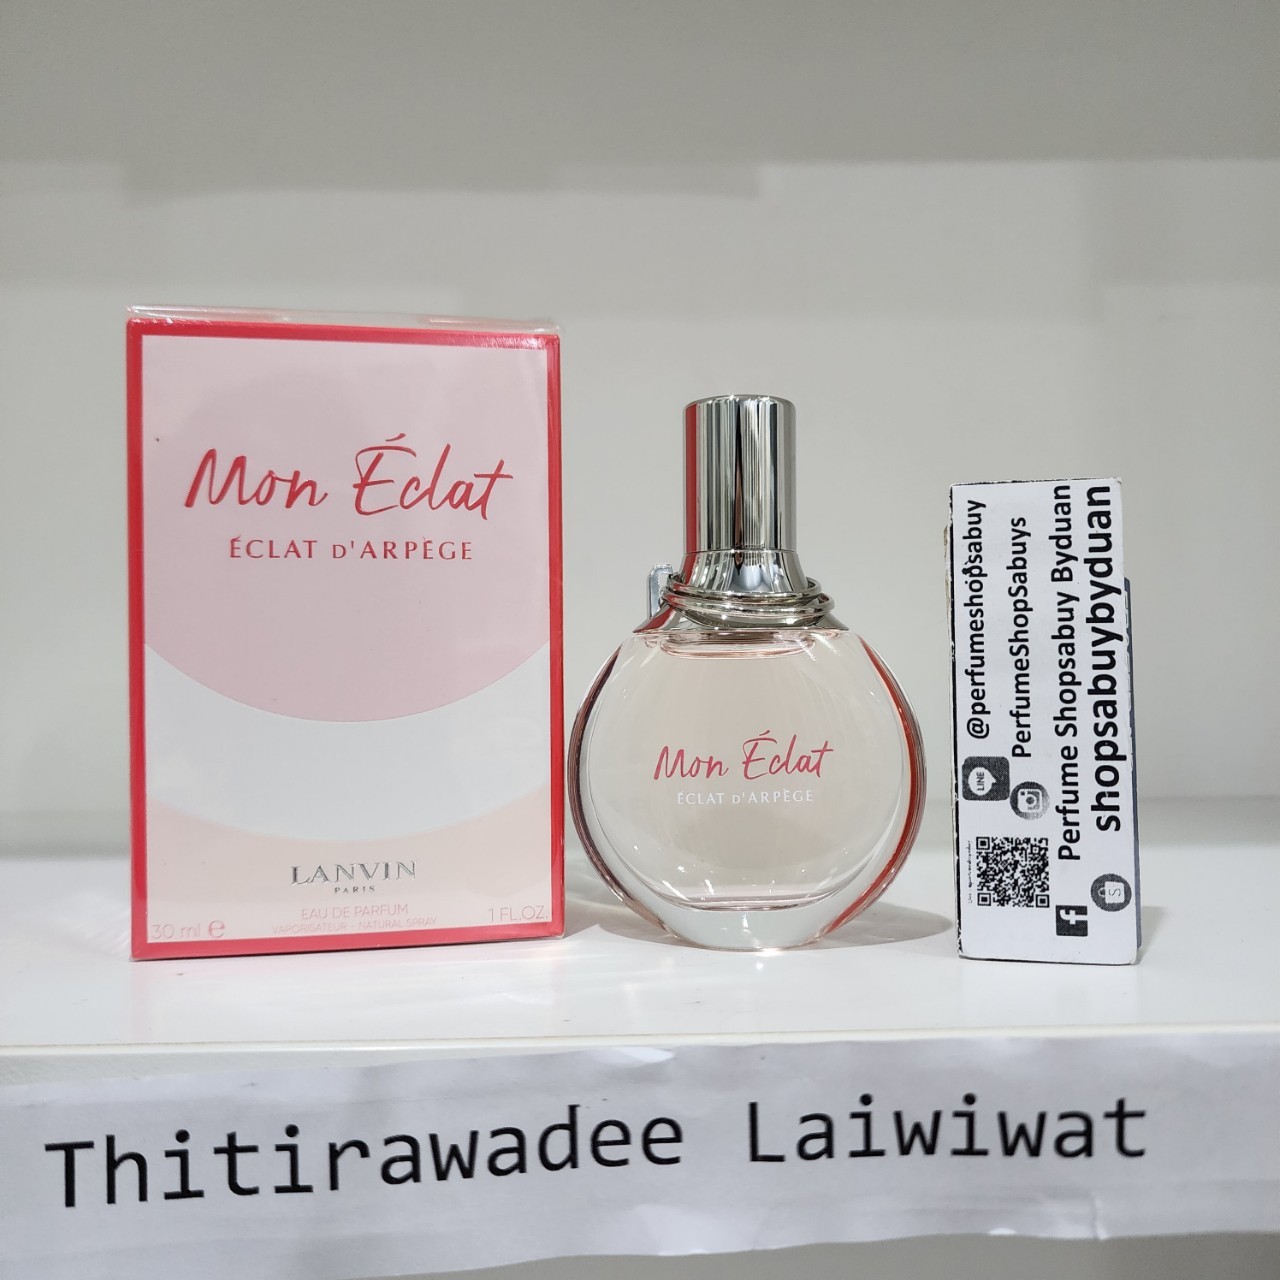 Mon Éclat
ÉCLAT D'ARPÈGE
LANVIN
PARIS
EAU DE PARFUM
VAPORISATEUR - NATURAL SPRAY
30 ml e
1 FL.OZ.
Mon Éclat
ÉCLAT D'ARPÈGE
@perfumeshopsabuy
PerfumeShopSabuys
Perfume Shopsabuy Byduan
shopsabuybyduan
LINE
Thitirawadee Laiwiwat